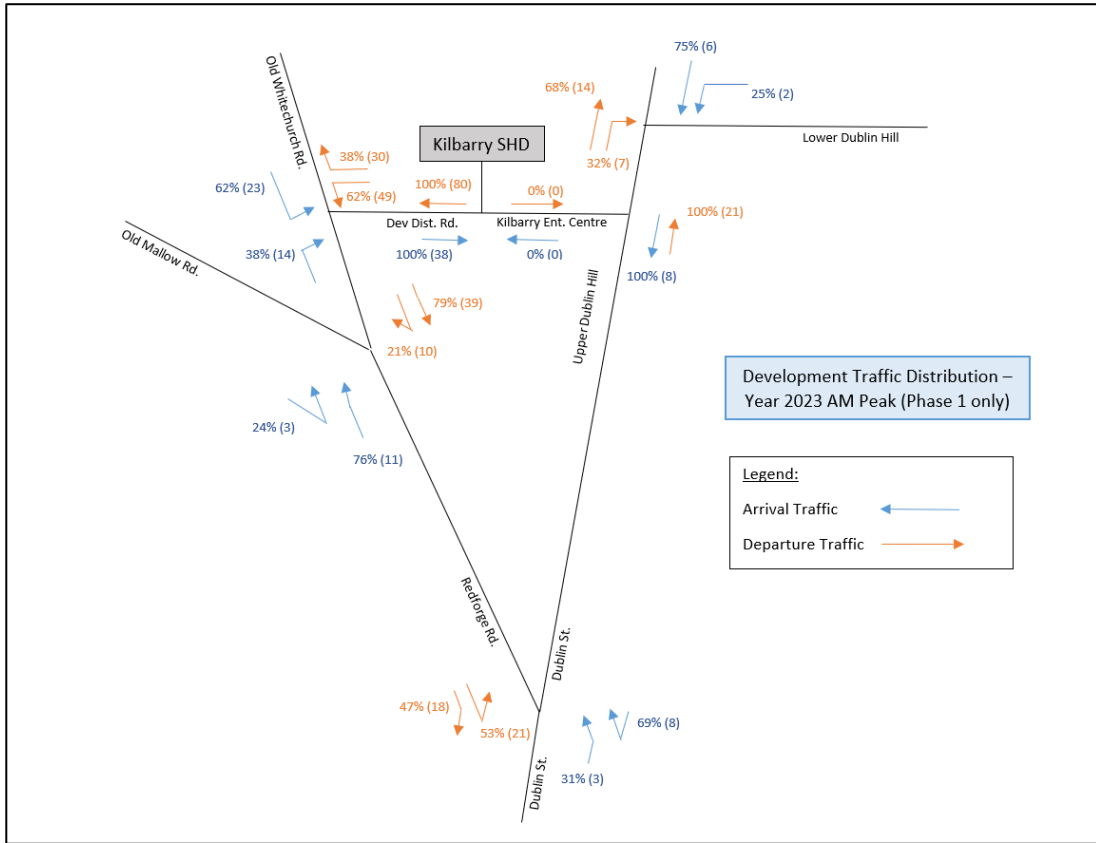 75% (6)
Old Whitechurch Rd.
68% (14)
25% (2)
Lower Dublin Hill
Kilbarry SHD
38% (30)
32% (7)
62% (23)
62% (49)
100% (80)
0% (0)
Dev Dist. Rd.
Kilbarry Ent. Centre
100% (21)
Old Mallow Rd.
38% (14)
100% (38)
0% (0)
100% (8)
79% (39)
Upper Dublin Hill
21% (10)
Development Traffic Distribution –
Year 2023 AM Peak (Phase 1 only)
24% (3)
76% (11)
Legend:
Arrival Traffic
Departure Traffic
Redforge Rd.
Dublin St.
47% (18)
53% (21)
69% (8)
31% (3)
Dublin St.